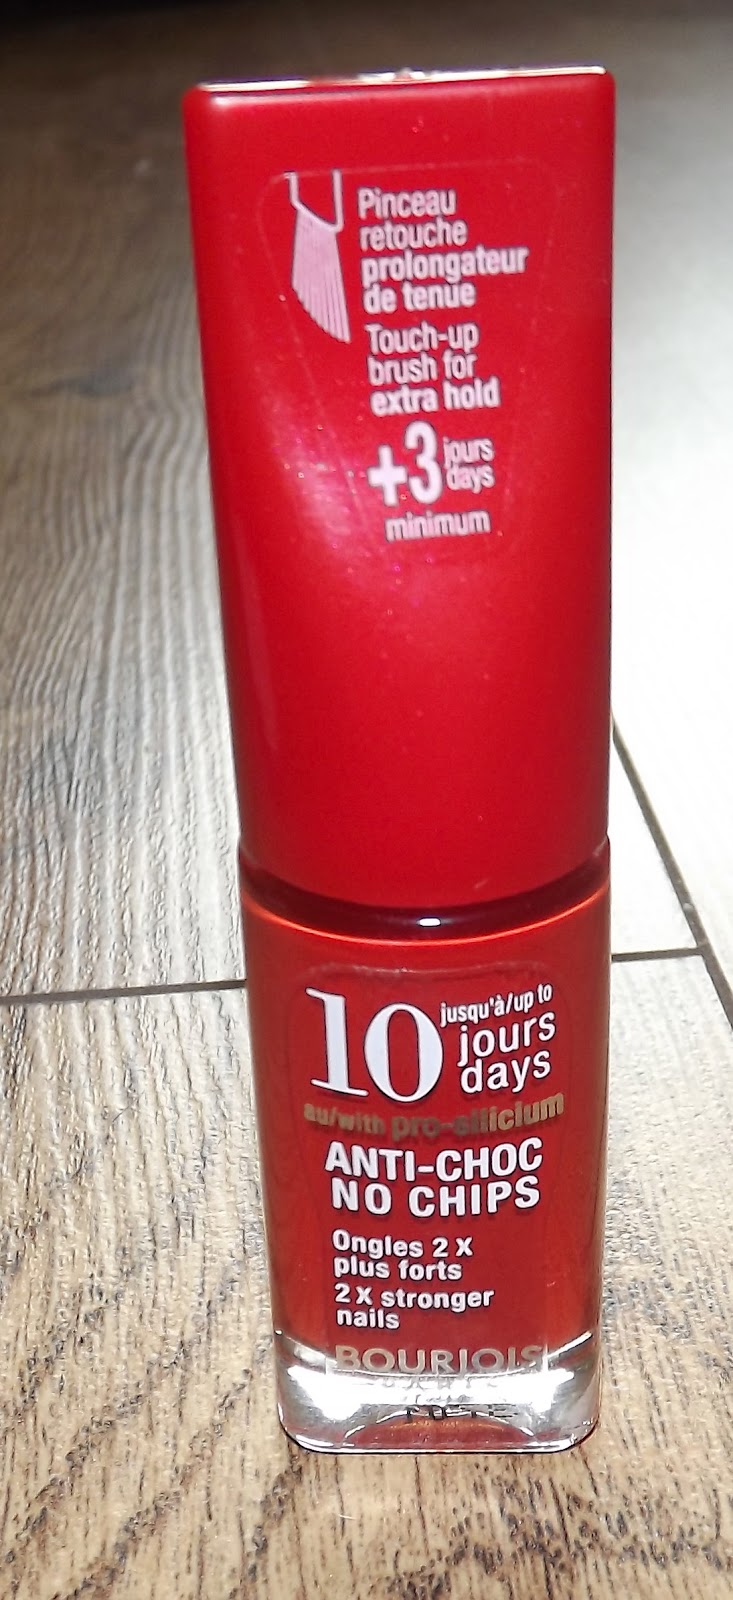 Pinceau
retouche
prolongateur
de tenue
Touch-up
brush for
extra hold
+3 jours
days
minimum
10 jusqu'à/up to
jours
days
au/with pro-silicium
ANTI-CHOC
NO CHIPS
Ongles 2 X
plus forts
2 X stronger
nails
BOURJOIS